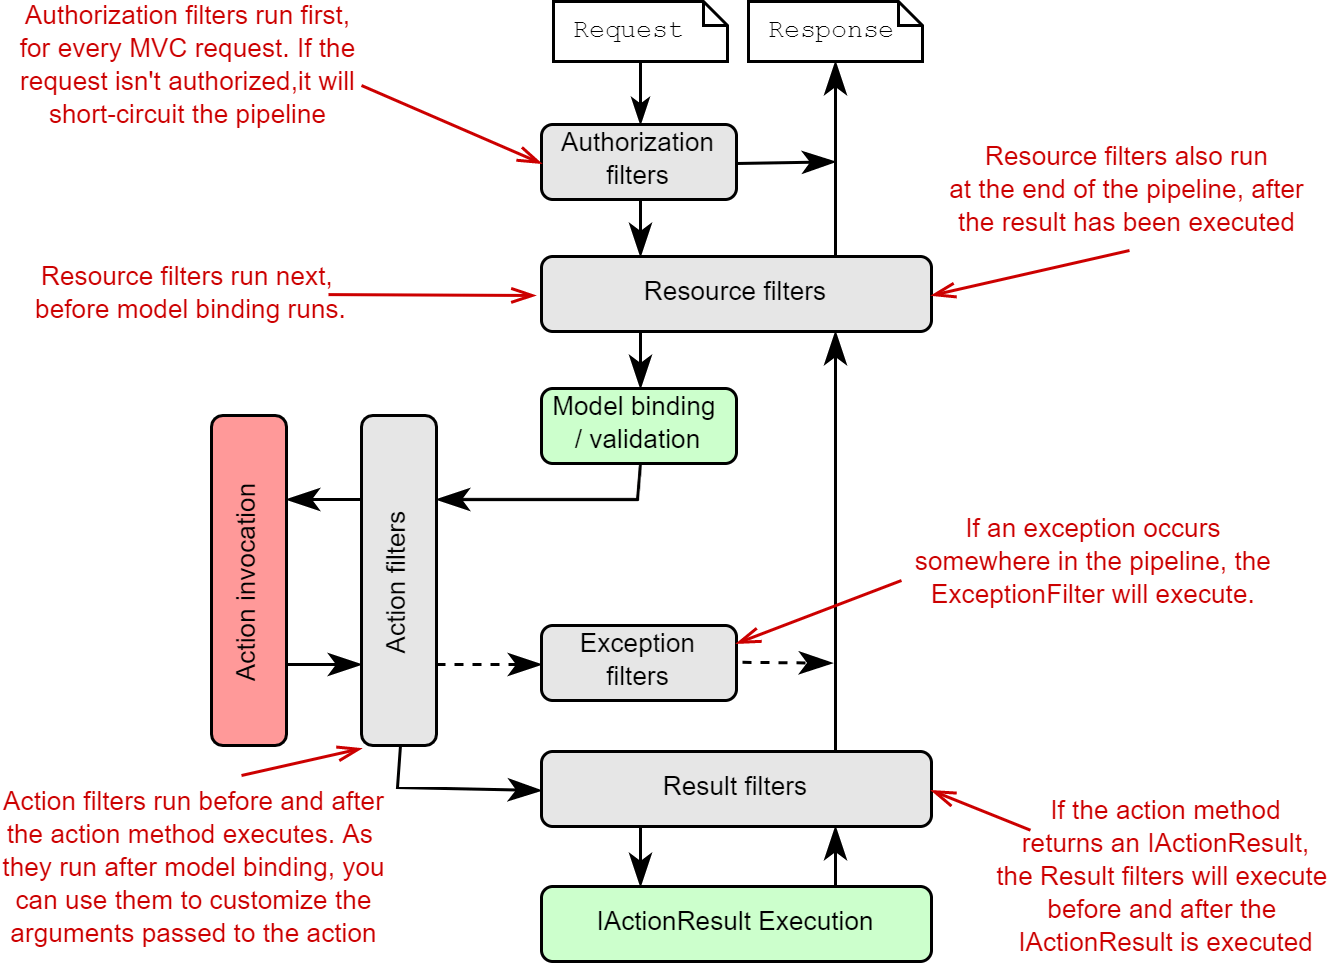 Authorization filters run first,
for every MVC request. If the
request isn't authorized,it will
short-circuit the pipeline
Request
Response
Authorization
filters
Resource filters also run
at the end of the pipeline, after
the result has been executed
Resource filters run next,
before model binding runs.
Resource filters
Model binding
/ validation
Action invocation
Action filters
If an exception occurs
somewhere in the pipeline, the
ExceptionFilter will execute.
Exception
filters
Result filters
Action filters run before and after
the action method executes. As
they run after model binding, you
can use them to customize the
arguments passed to the action
If the action method
returns an IActionResult,
the Result filters will execute
before and after the
IActionResult is executed
IActionResult Execution